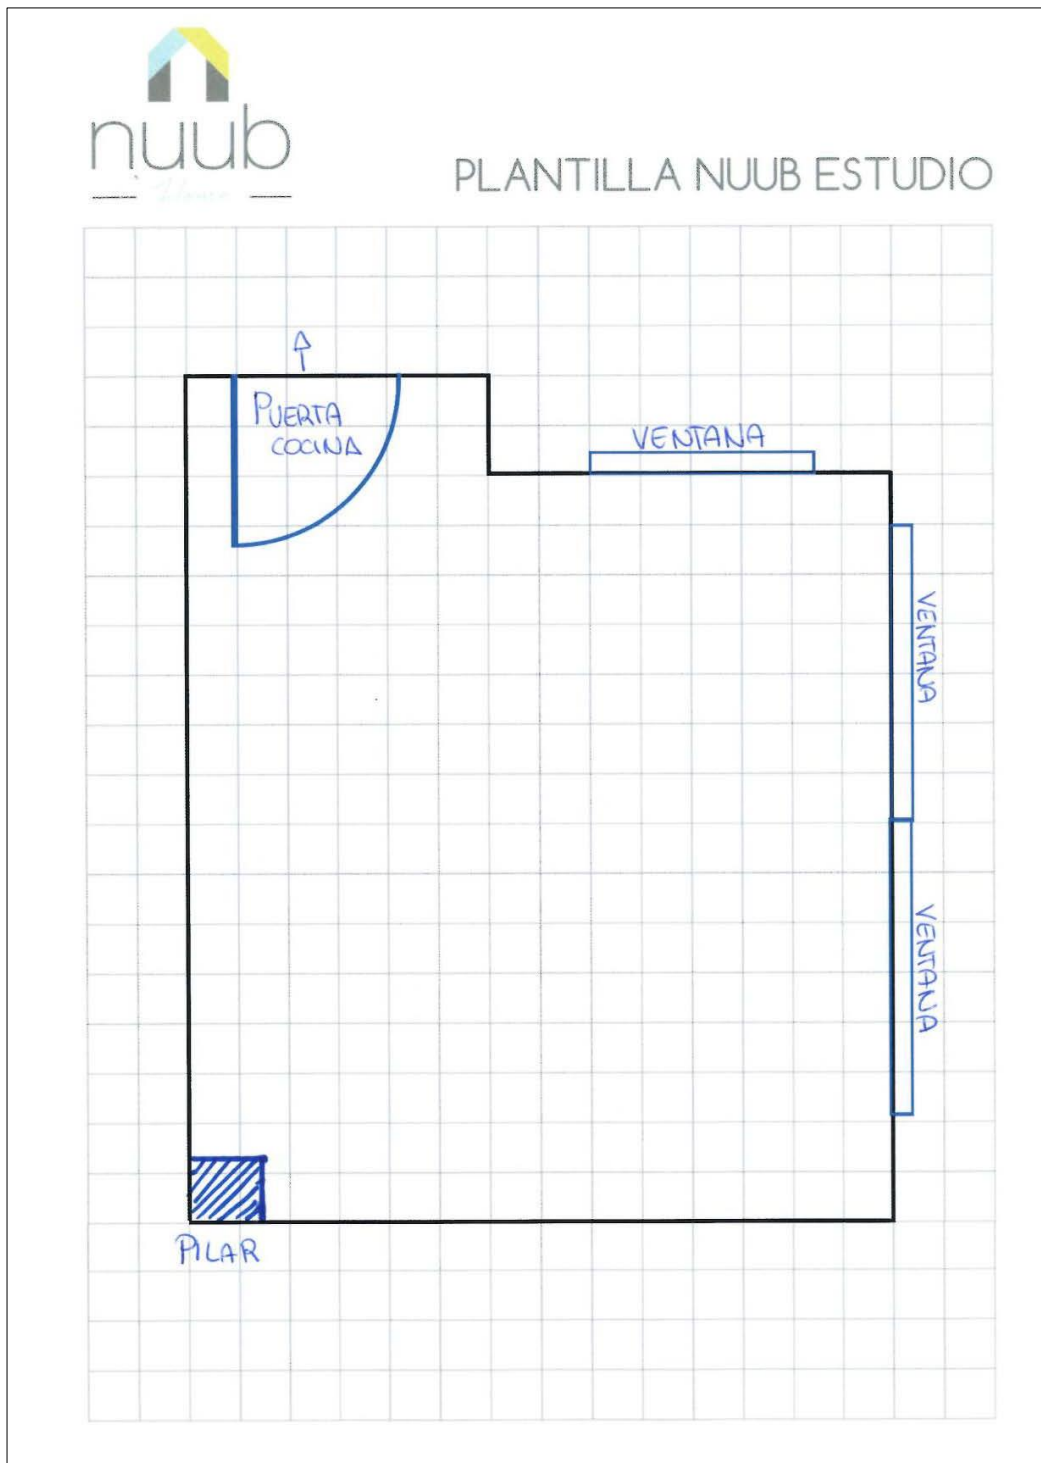 nuub
PLANTILLA NUUB ESTUDIO
PUERTA
COCINA
VENTANA
VENTANA
VENTANA
PILAR